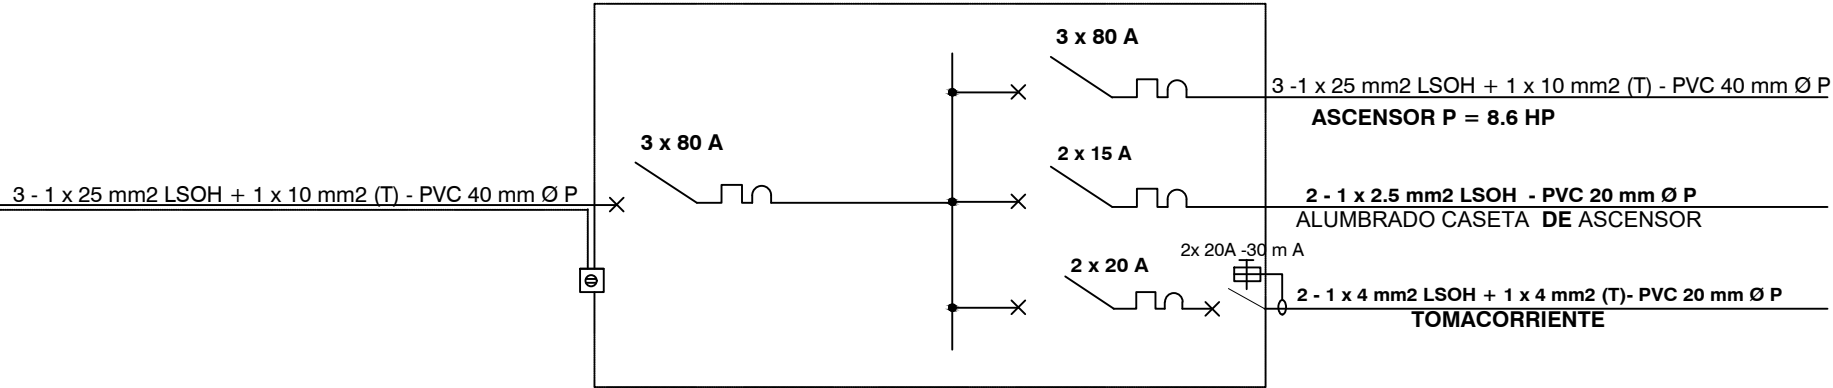 3 x 80 A
3 -1 x 25 mm2 LSOH + 1 x 10 mm2 (T) - PVC 40 mm Ø P
ASCENSOR P = 8.6 HP
3 x 80 A
2 x 15 A
3 - 1 x 25 mm2 LSOH + 1 x 10 mm2 (T) - PVC 40 mm Ø P
2 - 1 x 2.5 mm2 LSOH - PVC 20 mm Ø P
ALUMBRADO CASETA DE ASCENSOR
2x 20A -30 m A
2 x 20 A
2 - 1 x 4 mm2 LSOH + 1 x 4 mm2 (T)- PVC 20 mm Ø P
TOMACORRIENTE